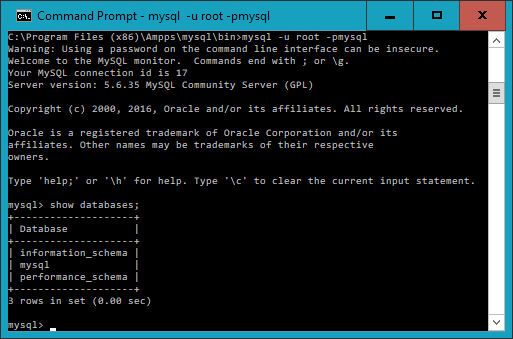 Command Prompt - mysql  -u root -pmysql
C:\Program Files (x86)\Ampps\mysql\bin>mysql -u root -pmysql
Warning: Using a password on the command line interface can be insecure.
Welcome to the MySQL monitor.  Commands end with ; or \g.
Your MySQL connection id is 17
Server version: 5.6.35 MySQL Community Server (GPL)
Copyright (c) 2000, 2016, Oracle and/or its affiliates. All rights reserved.
Oracle is a registered trademark of Oracle Corporation and/or its
affiliates. Other names may be trademarks of their respective
owners.
Type 'help;' or '\h' for help. Type '\c' to clear the current input statement.
mysql> show databases;
+--------------------+
| Database           |
+--------------------+
| information_schema |
| mysql              |
| performance_schema |
+--------------------+
3 rows in set (0.00 sec)
mysql> _